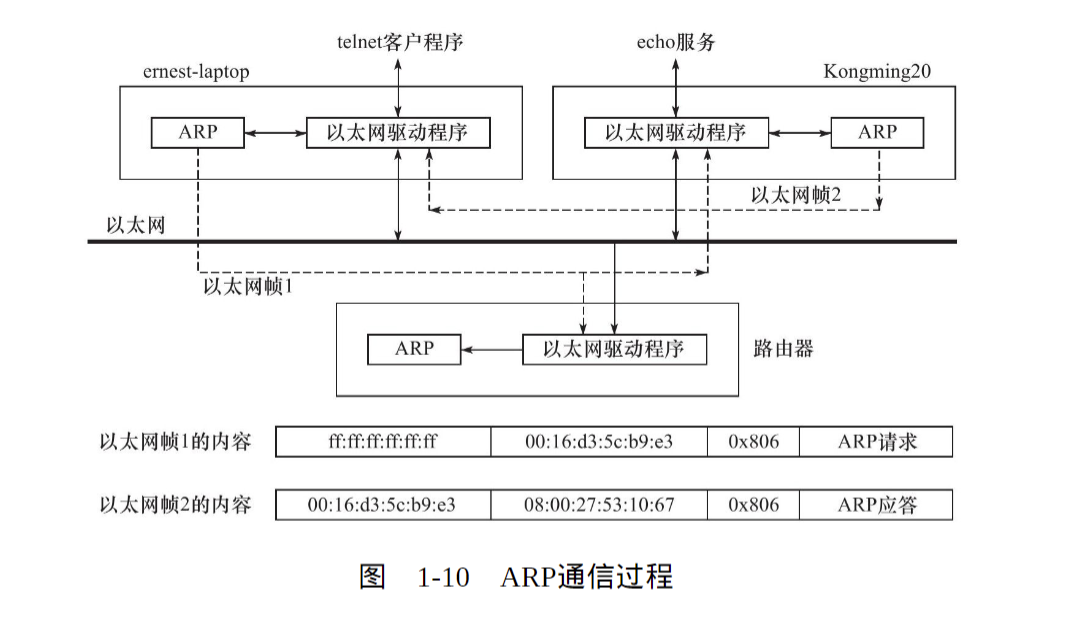 telnet客户程序
echo服务
ernest-laptop
Kongming20
ARP
以太网驱动程序
以太网驱动程序
ARP
以太网帧2
以太网
以太网帧1
ARP
以太网驱动程序
路由器
以太网帧1的内容 ff:ff:ff:ff:ff:ff 00:16:d3:5c:b9:e3 0x806 ARP请求
以太网帧2的内容 00:16:d3:5c:b9:e3 08:00:27:53:10:67 0x806 ARP应答
图 1-10 ARP通信过程